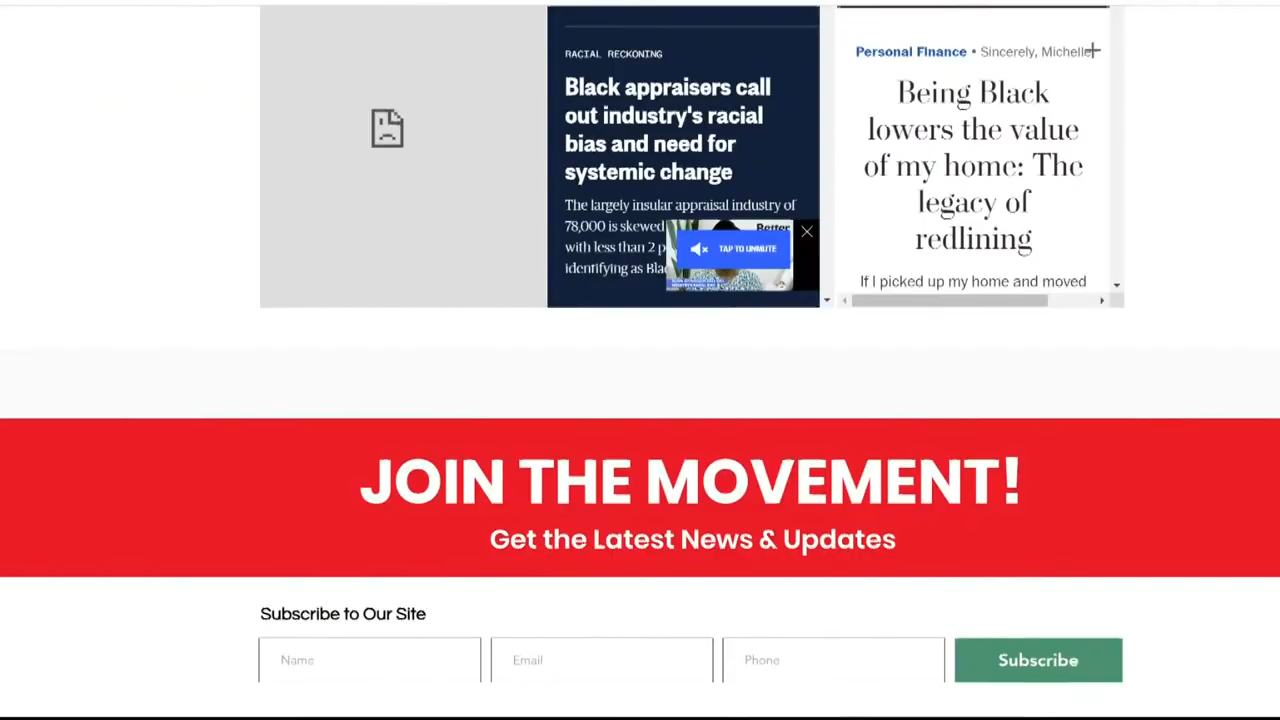 RACIAL RECKONING
Black appraisers call
out industry's racial
bias and need for
systemic change
The largely insular appraisal industry of
78,000 is skewed
with less than 2 p
identifying as Blac
Better
TAP TO UNMUTE
Personal Finance • Sincerely, Michelle
Being Black
lowers the value
of my home: The
legacy of
redlining
If I picked up my home and moved
JOIN THE MOVEMENT!
Get the Latest News & Updates
Subscribe to Our Site
Name
Email
Phone
Subscribe